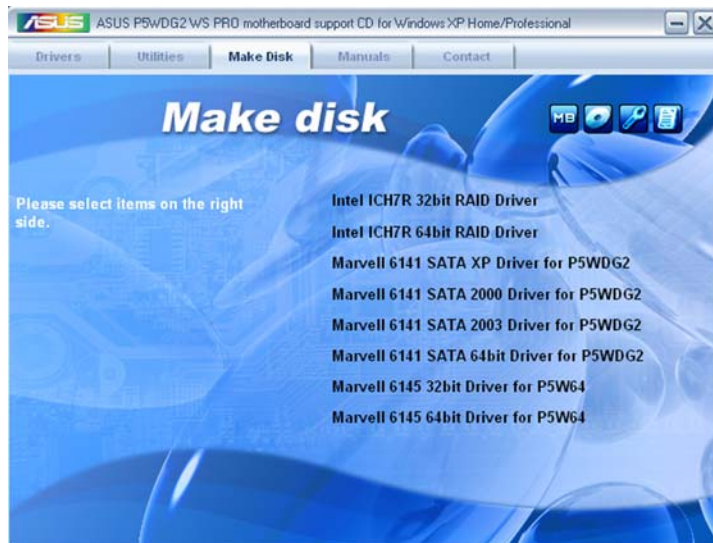 ASUS ASUS P5WDG2 WS PRO motherboard support CD for Windows XP Home/Professional
Drivers Utilities Make Disk Manuals Contact
Make disk
MB
Please select items on the right
side.
Intel ICH7R 32bit RAID Driver
Intel ICH7R 64bit RAID Driver
Marvell 6141 SATA XP Driver for P5WDG2
Marvell 6141 SATA 2000 Driver for P5WDG2
Marvell 6141 SATA 2003 Driver for P5WDG2
Marvell 6141 SATA 64bit Driver for P5WDG2
Marvell 6145 32bit Driver for P5W64
Marvell 6145 64bit Driver for P5W64